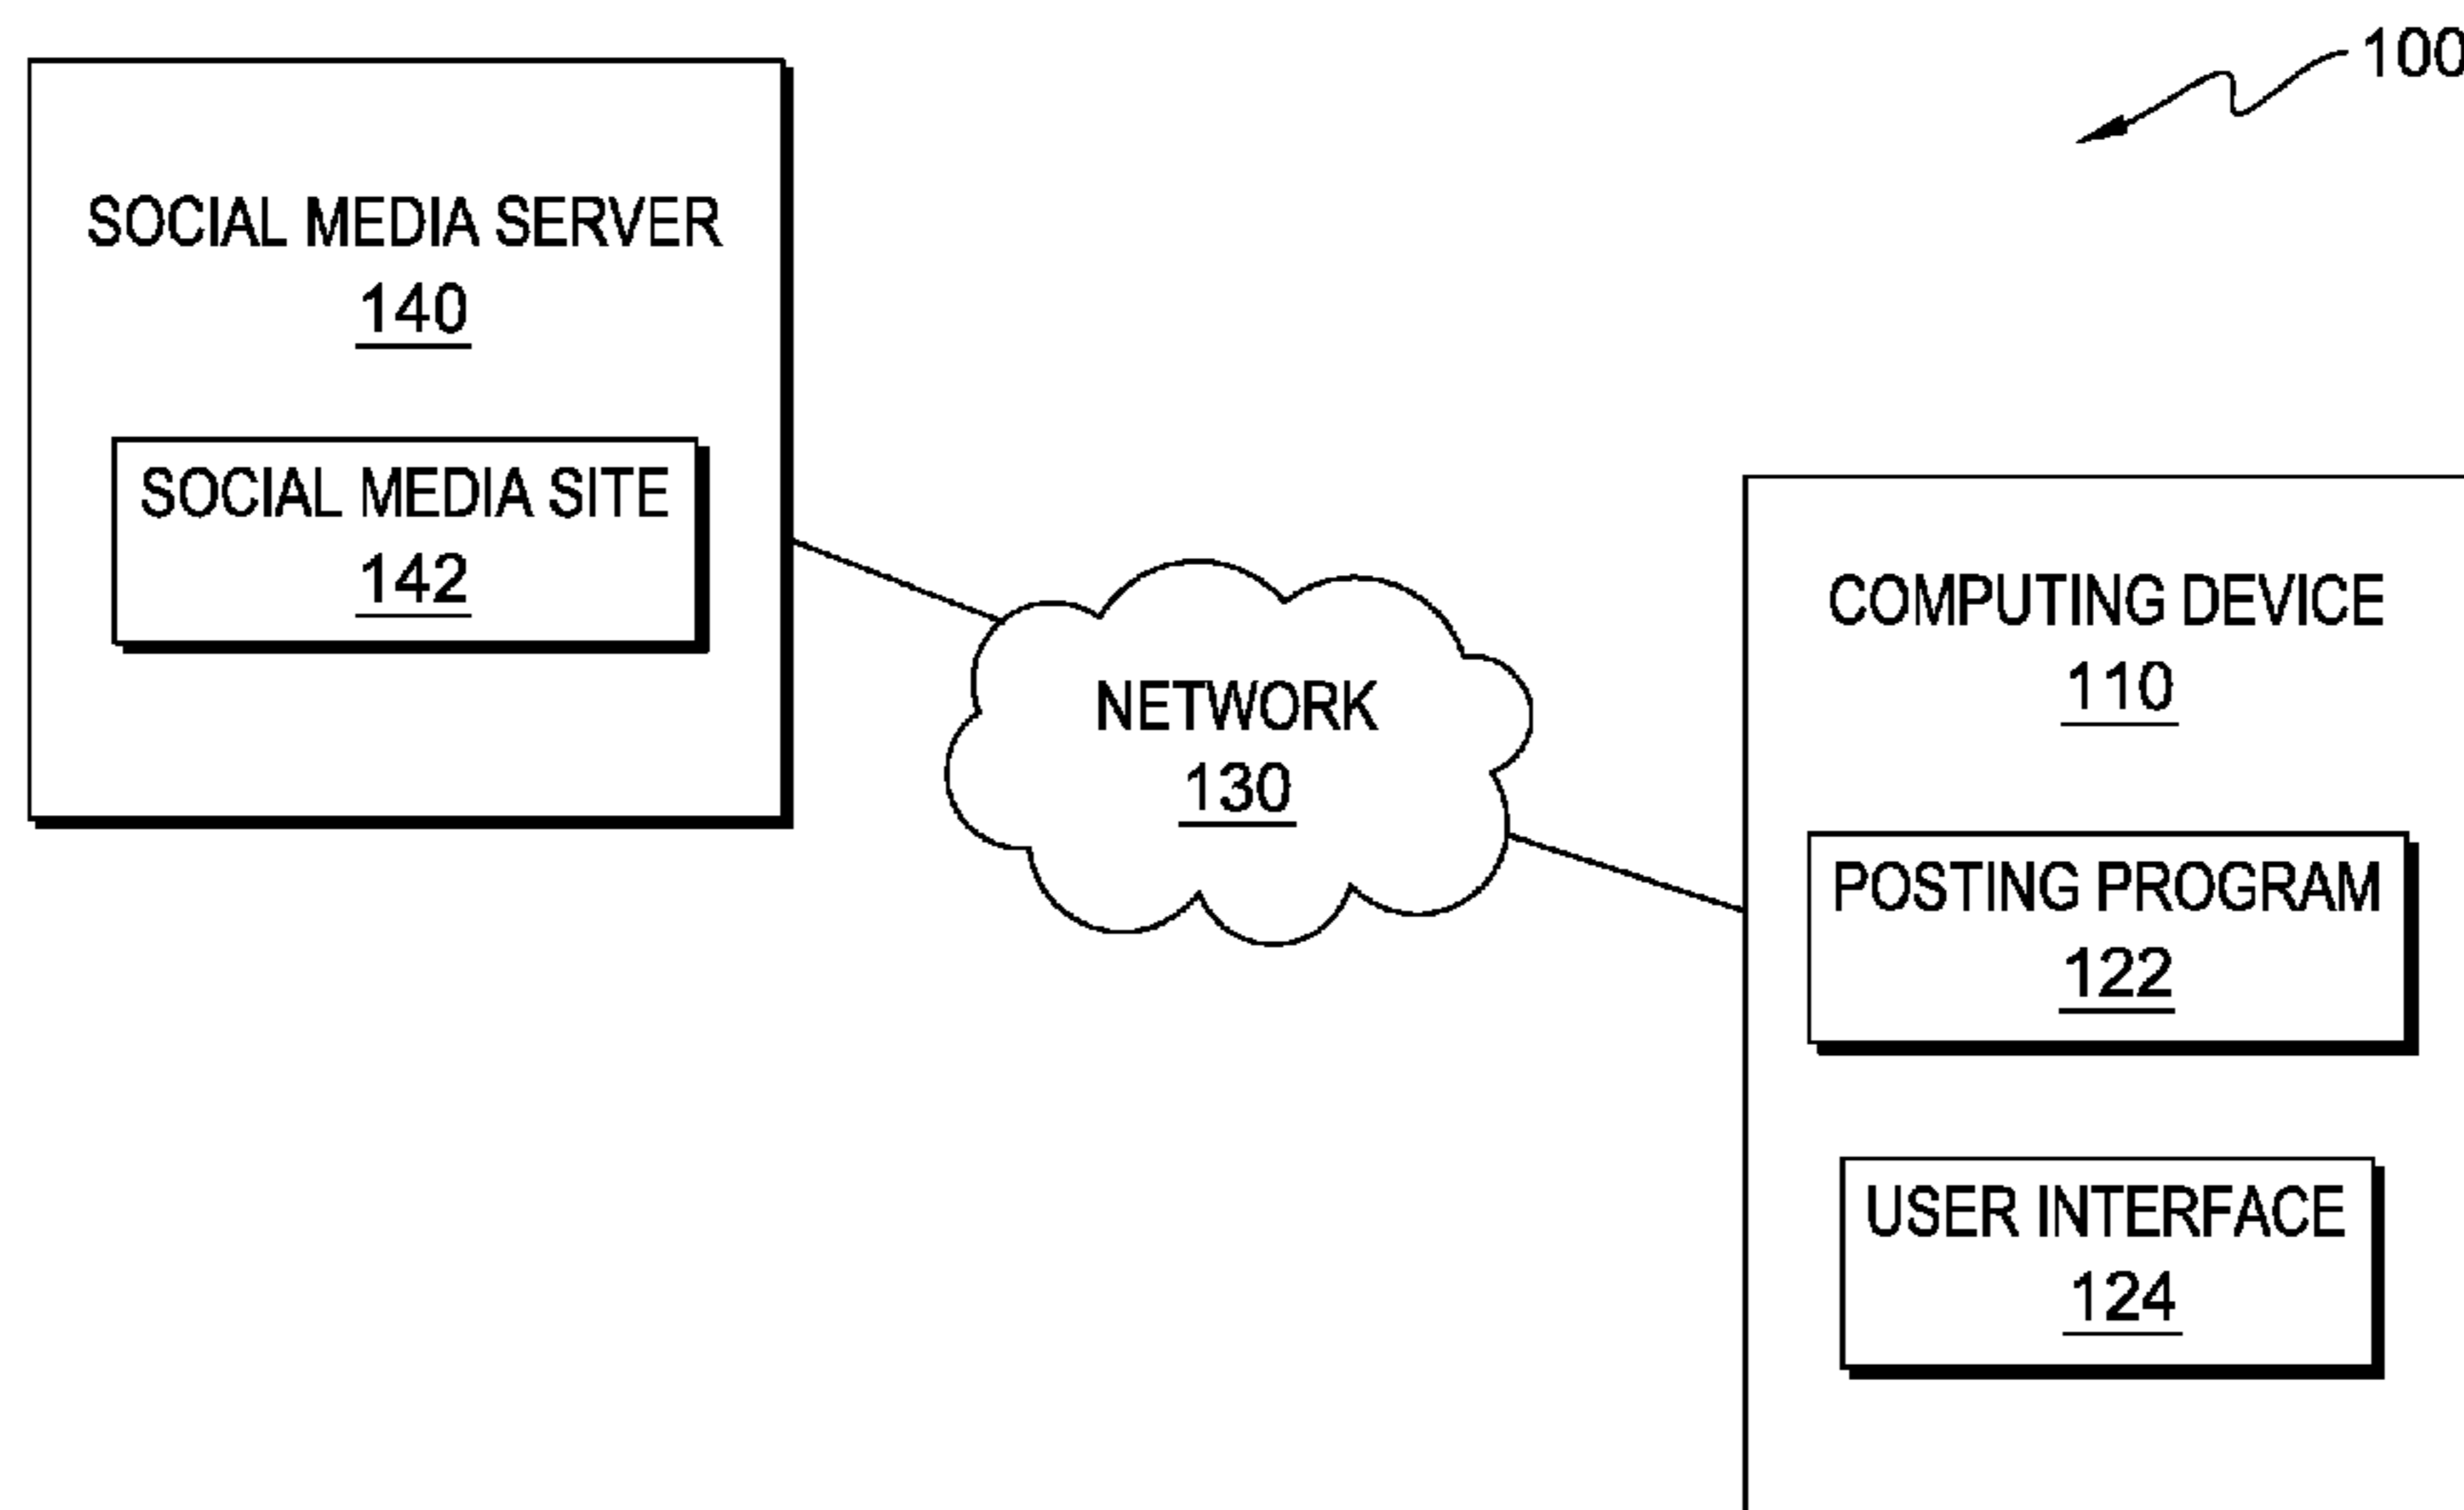 100
SOCIAL MEDIA SERVER
140
SOCIAL MEDIA SITE
142
NETWORK
130
COMPUTING DEVICE
110
POSTING PROGRAM
122
USER INTERFACE
124